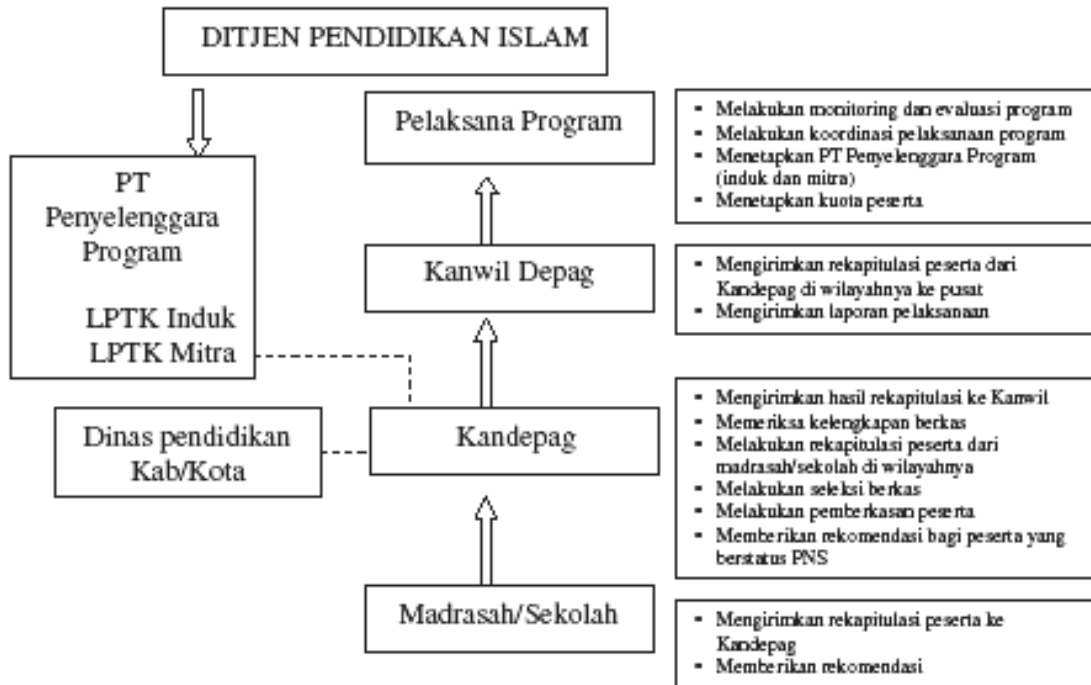 DITJEN PENDIDIKAN ISLAM
PT
Penyelenggara
Program
LPTK Induk
LPTK Mitra
Dinas pendidikan
Kab/Kota
Pelaksana Program
▪ Melakukan monitoring dan evaluasi program
▪ Melakukan koordinasi pelaksanaan program
▪ Menetapkan PT Penyelenggara Program
(induk dan mitra)
▪ Menetapkan kuota peserta
Kanwil Depag
▪ Mengirimkan rekapitulasi peserta dari
Kandepag di wilayahnya ke pusat
▪ Mengirimkan laporan pelaksanaan
Kandepag
▪ Mengirimkan hasil rekapitulasi ke Kanwil
▪ Memeriksa kelengkapan berkas
▪ Melakukan rekapitulasi peserta dari
madrasah/sekolah di wilayahnya
▪ Melakukan seleksi berkas
▪ Melakukan pemberkasan peserta
▪ Memberikan rekomendasi bagi peserta yang
berstatus PNS
Madrasah/Sekolah
▪ Mengirimkan rekapitulasi peserta ke
Kandepag
▪ Memberikan rekomendasi